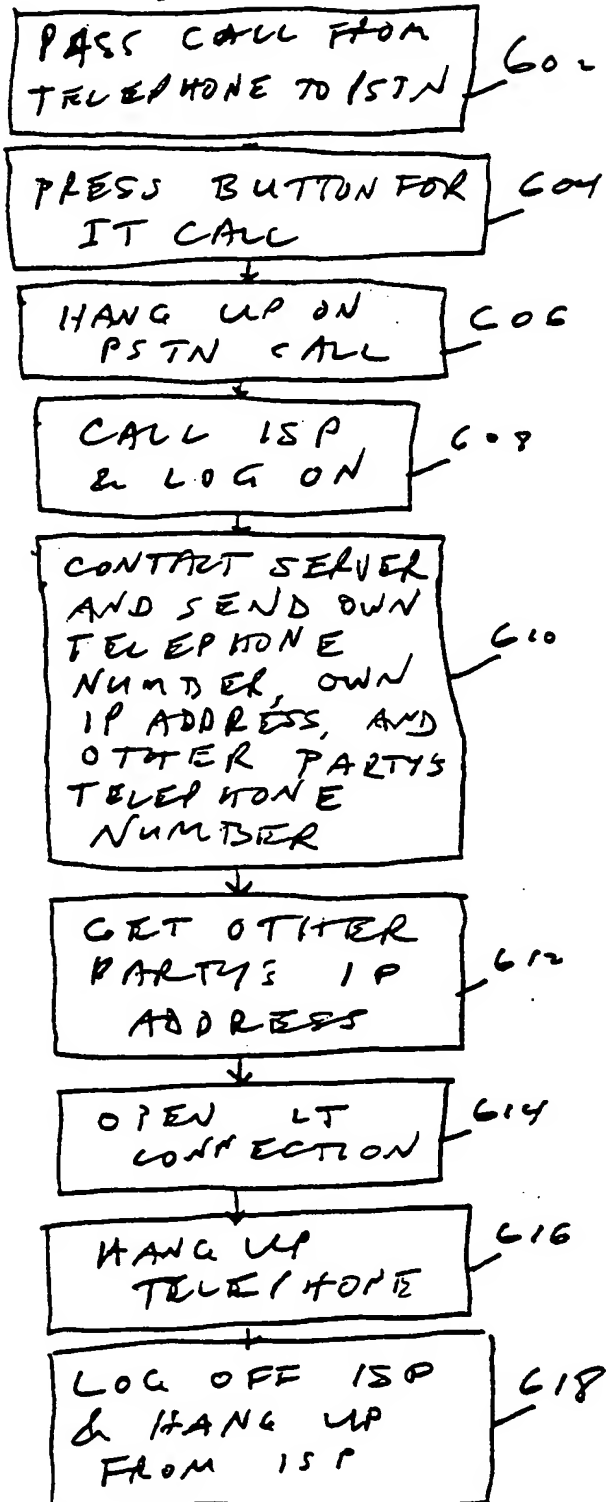 PASS CALL FROM 602
TELEPHONE TO PSTN
PRESS BUTTON FOR 604
IT CALL
HANG UP ON 606
PSTN CALL
CALL ISP 608
& LOG ON
CONTACT SERVER
AND SEND OWN
TELEPHONE 610
NUMBER, OWN
IP ADDRESS, AND
OTHER PARTYS
TELEPHONE
NUMBER
GET OTHER
PARTY'S IP 612
ADDRESS
OPEN IT 614
CONNECTION
HANG UP 616
TELEPHONE
LOG OFF ISP 618
& HANG UP
FROM ISP